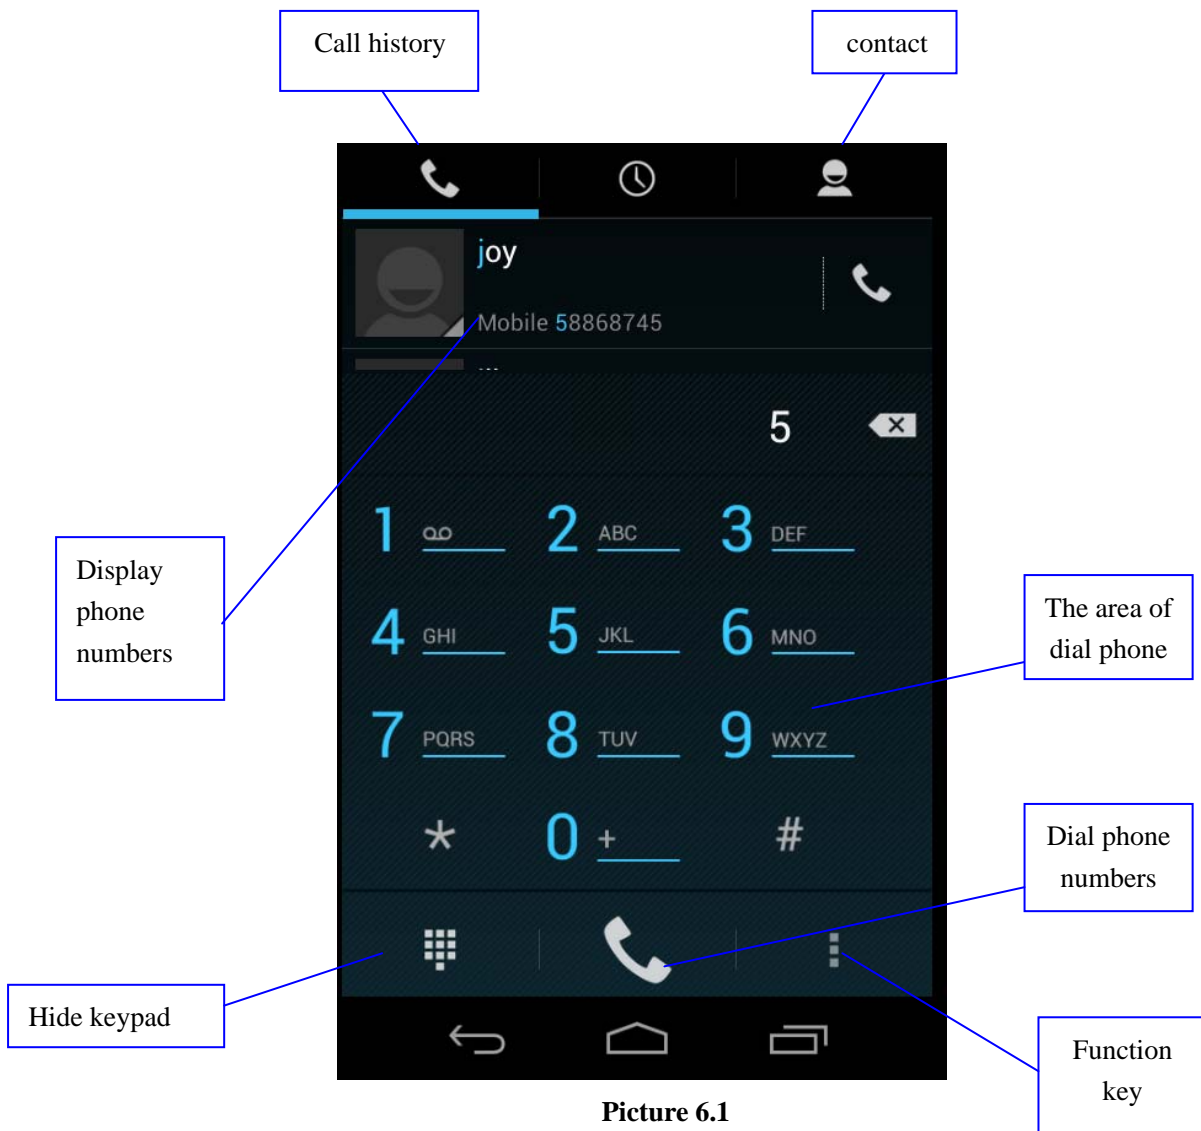 Call history
contact
joy
Mobile 58868745
5
1
2 ABC
3 DEF
Display
phone
numbers
4 GHI
5 JKL
6 MNO
The area of
dial phone
7 PQRS
8 TUV
9 WXYZ
* 0 + #
Dial phone
numbers
Hide keypad
Function
key
Picture 6.1